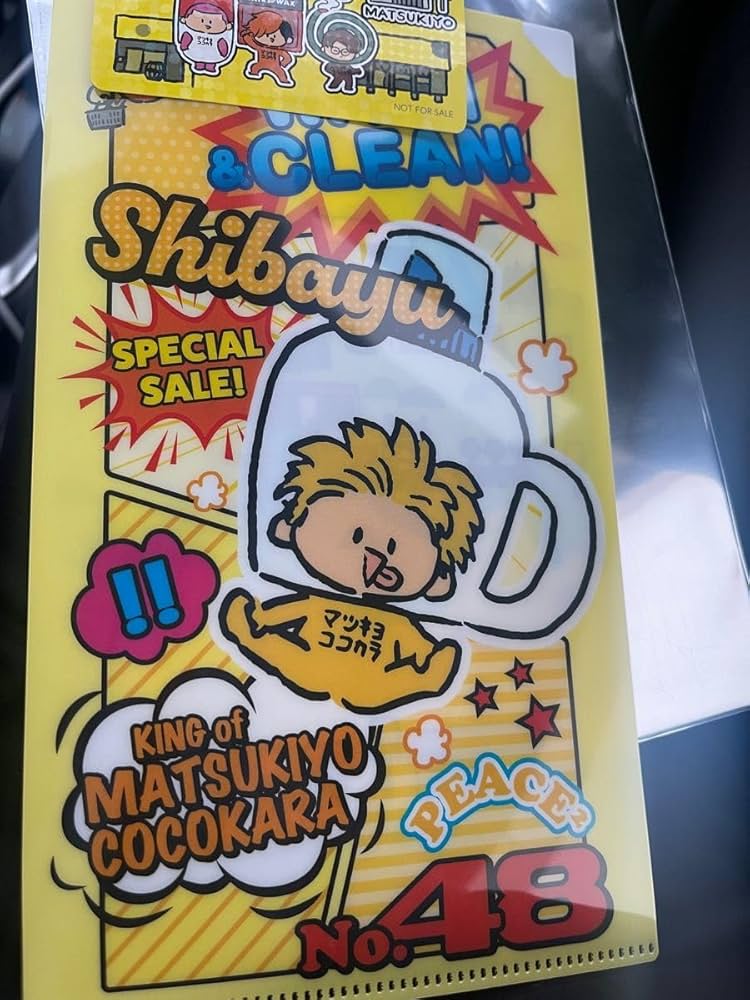 MATSUKIYO
NOT FOR SALE
& CLEAN!
Shibayu
SPECIAL
SALE!
マツキヨ
ココカラ
!!
KING of
MATSUKIYO
COCOKARA
PEACE2
No.48